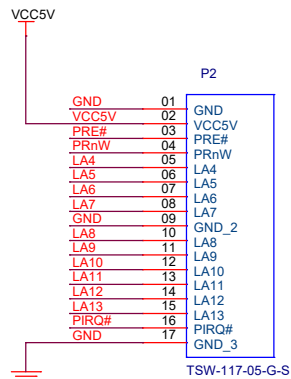 VCC5V
P2
GND 01 GND
VCC5V 02 VCC5V
PRE# 03 PRE#
PRnW 04 PRnW
LA4 05 LA4
LA5 06 LA5
LA6 07 LA6
LA7 08 LA7
GND 09 GND_2
LA8 10 LA8
LA9 11 LA9
LA10 12 LA10
LA11 13 LA11
LA12 14 LA12
LA13 15 LA13
PIRQ# 16 PIRQ#
GND 17 GND_3
TSW-117-05-G-S